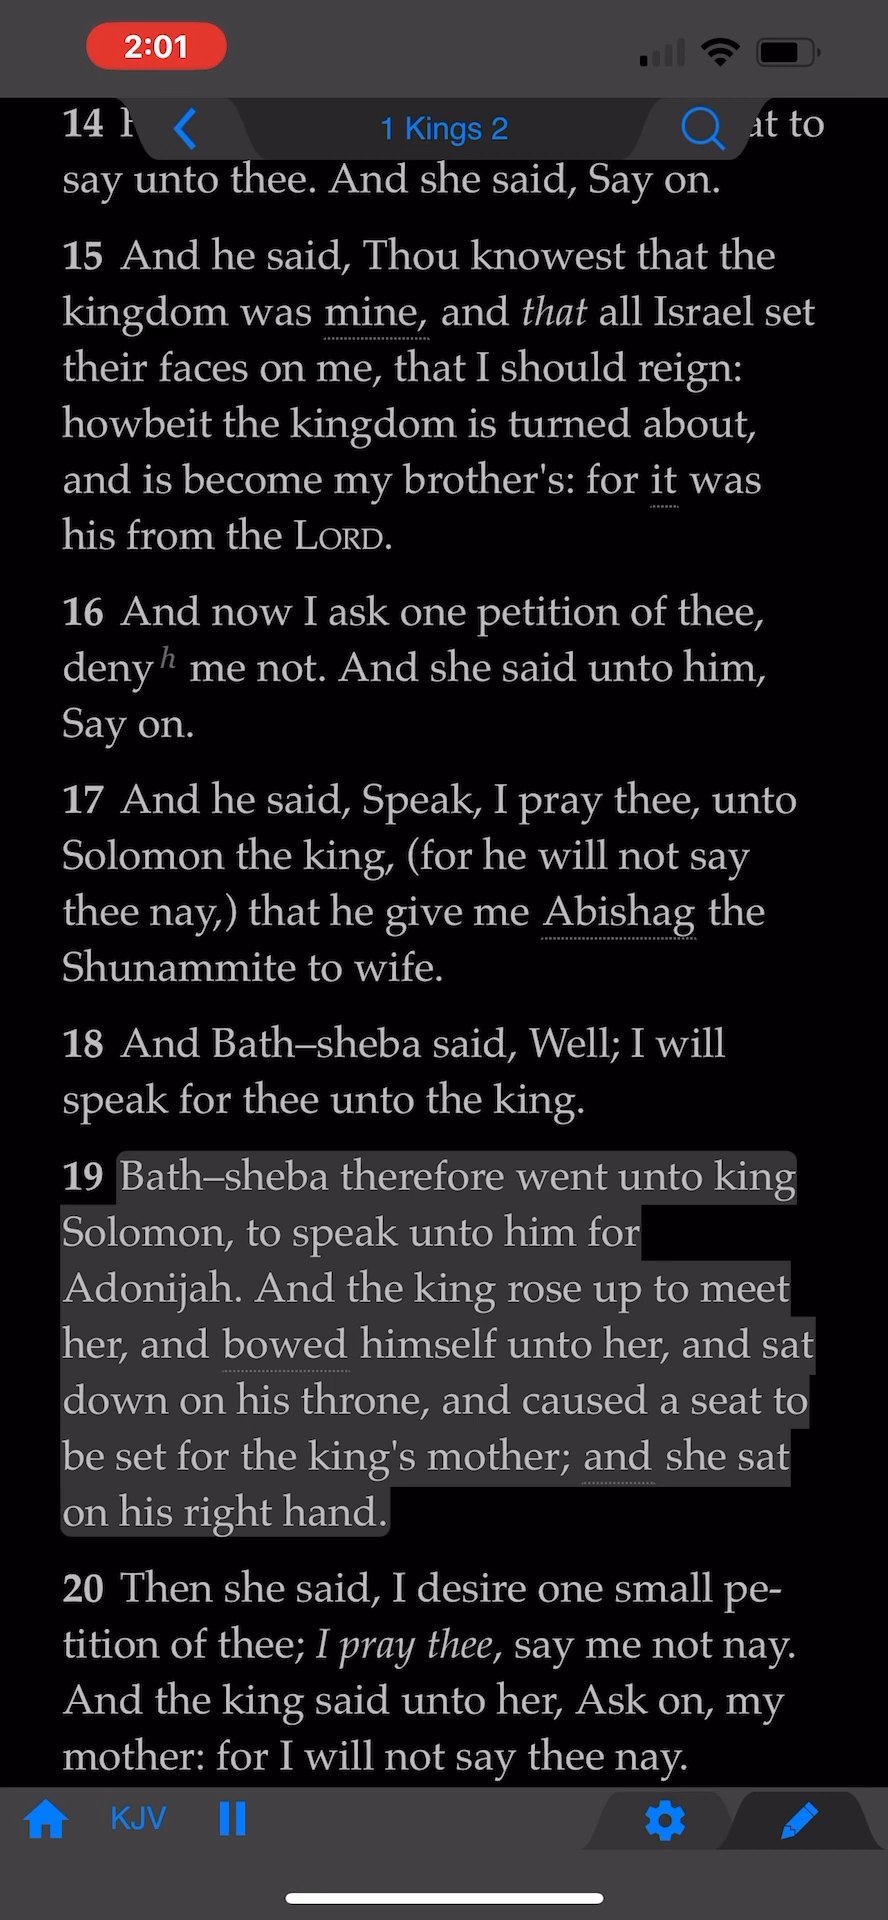 2:01
1 Kings 2
14
at to
say unto thee. And she said, Say on.
15 And he said, Thou knowest that the
kingdom was mine, and that all Israel set
their faces on me, that I should reign:
howbeit the kingdom is turned about,
and is become my brother's: for it was
his from the LORD.
16 And now I ask one petition of thee,
deny h me not. And she said unto him,
Say on.
17 And he said, Speak, I pray thee, unto
Solomon the king, (for he will not say
thee nay,) that he give me Abishag the
Shunammite to wife.
18 And Bath–sheba said, Well; I will
speak for thee unto the king.
19 Bath–sheba therefore went unto king
Solomon, to speak unto him for
Adonijah. And the king rose up to meet
her, and bowed himself unto her, and sat
down on his throne, and caused a seat to
be set for the king's mother; and she sat
on his right hand.
20 Then she said, I desire one small pe-
tition of thee; I pray thee, say me not nay.
And the king said unto her, Ask on, my
mother: for I will not say thee nay.
KJV